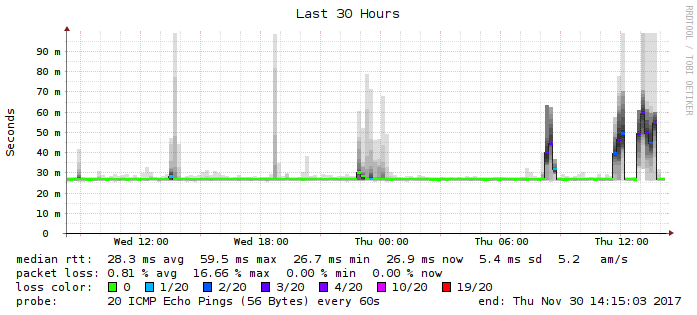 Last 30 Hours
RRDTOOL / TOBI OETIKER
Seconds
90 m
80 m
70 m
60 m
50 m
40 m
30 m
20 m
10 m
0
Wed 12:00 Wed 18:00 Thu 00:00 Thu 06:00 Thu 12:00
median rtt: 28.3 ms avg 59.5 ms max 26.7 ms min 26.9 ms now 5.4 ms sd 5.2 am/s
packet loss: 0.81 % avg 16.66 % max 0.00 % min 0.00 % now
loss color: 0 1/20 2/20 3/20 4/20 10/20 19/20
probe: 20 ICMP Echo Pings (56 Bytes) every 60s end: Thu Nov 30 14:15:03 2017